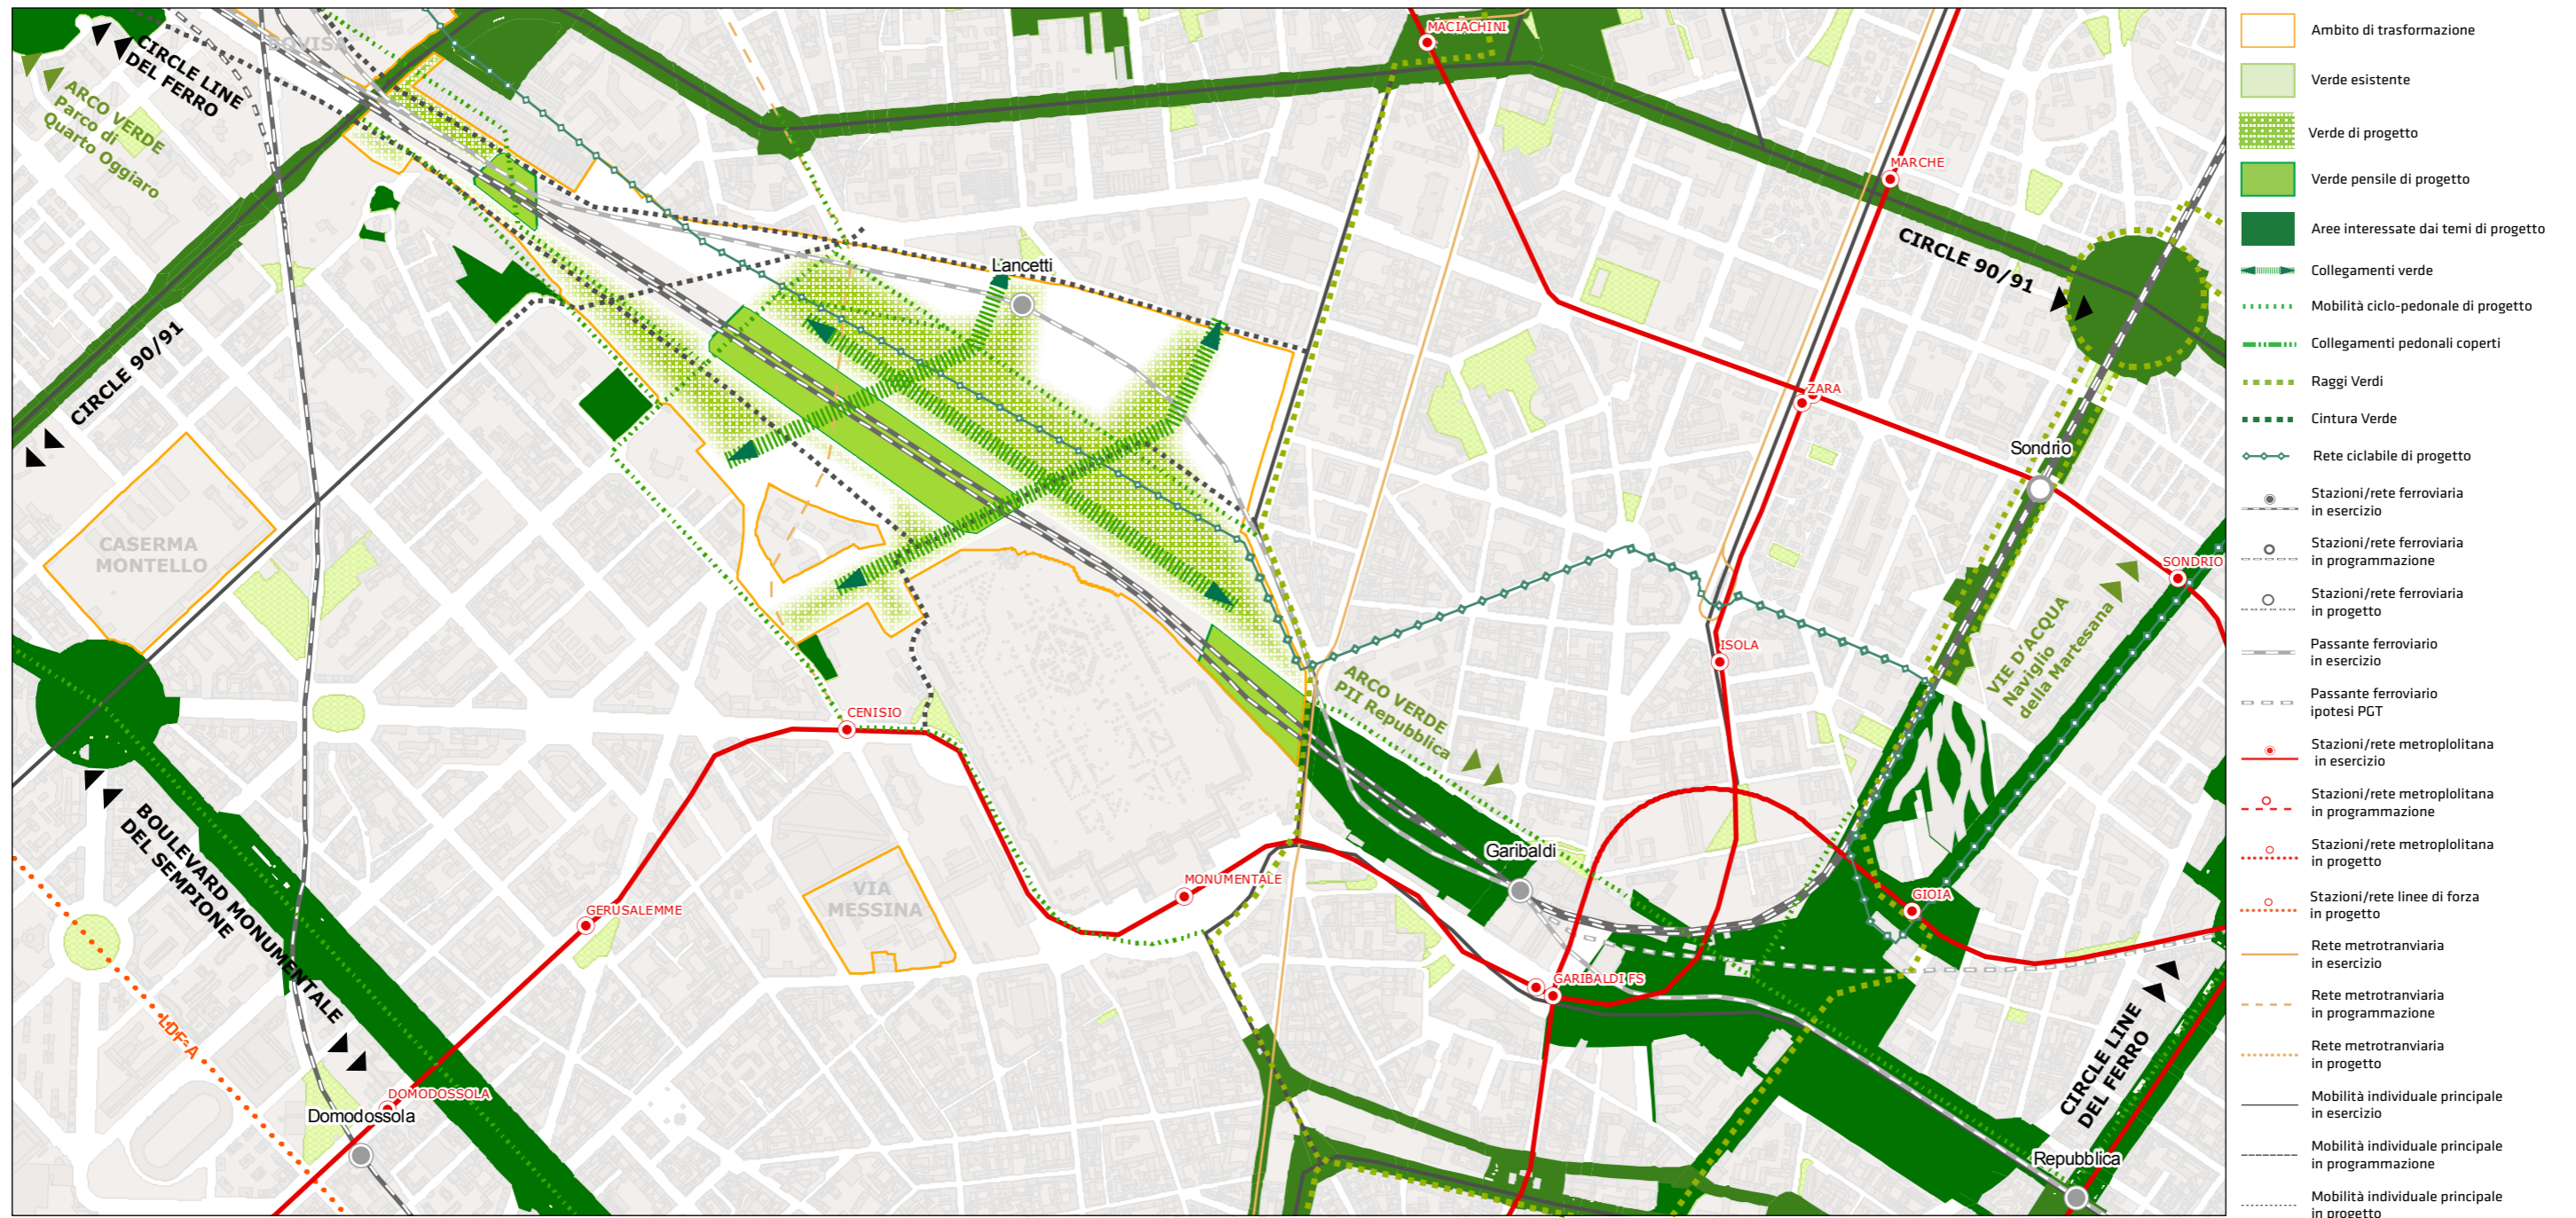 MACIACHINI
BOVISA
CIRCLE LINE
DEL FERRO
ARCO VERDE
Parco di
Quarto Oggiaro
MARCHE
CIRCLE 90/91
Lancetti
CIRCLE 90/91
ZARA
Sondrio
SONDRIO
CASERMA
MONTELLO
VIE D'ACQUA
Naviglio
della Martesana
ISOLA
ARCO VERDE
PII Repubblica
CENISIO
BOULEVARD MONUMENTALE
DEL SEMPIONE
Garibaldi
VIA
MESSINA
MONUMENTALE
GERUSALEMME
GIOIA
GARIBALDI FS
LDF-A
CIRCLE LINE
DEL FERRO
DOMODOSSOLA
Domodossola
Repubblica
Ambito di trasformazione
Verde esistente
Verde di progetto
Verde pensile di progetto
Aree interessate dai temi di progetto
Collegamenti verde
Mobilità ciclo-pedonale di progetto
Collegamenti pedonali coperti
Raggi Verdi
Cintura Verde
Rete ciclabile di progetto
Stazioni/rete ferroviaria
in esercizio
Stazioni/rete ferroviaria
in programmazione
Stazioni/rete ferroviaria
in progetto
Passante ferroviario
in esercizio
Passante ferroviario
ipotesi PGT
Stazioni/rete metroplolitana
in esercizio
Stazioni/rete metroplolitana
in programmazione
Stazioni/rete metroplolitana
in progetto
Stazioni/rete linee di forza
in progetto
Rete metrotranviaria
in esercizio
Rete metrotranviaria
in programmazione
Rete metrotranviaria
in progetto
Mobilità individuale principale
in esercizio
Mobilità individuale principale
in programmazione
Mobilità individuale principale
in progetto